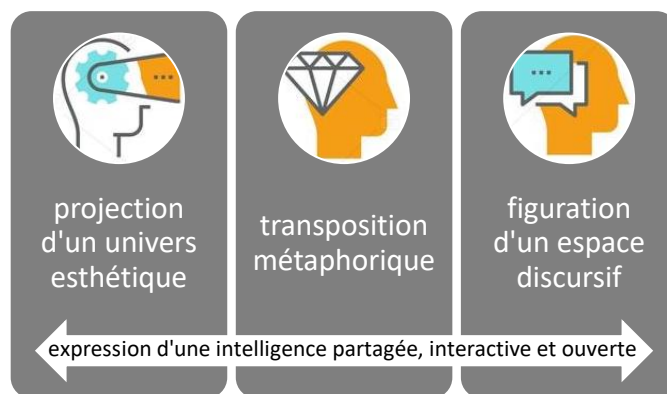 projection
d'un univers
esthétique
transposition
métaphorique
figuration
d'un espace
discursif
expression d'une intelligence partagée, interactive et ouverte